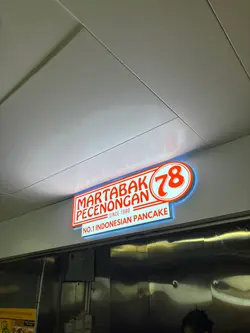 MARTABAK
PECENONGAN
78
SINCE 1980
NO.1 INDONESIAN PANCAKE